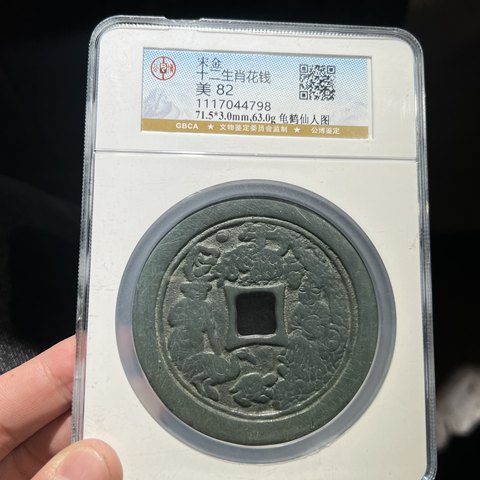 宋金
十二生肖花钱
美 82
1117044798
71.5*3.0mm,63.0g 龟鹤仙人图
GBCA ★ 文物鉴定委员会监制 ★ 公博鉴定